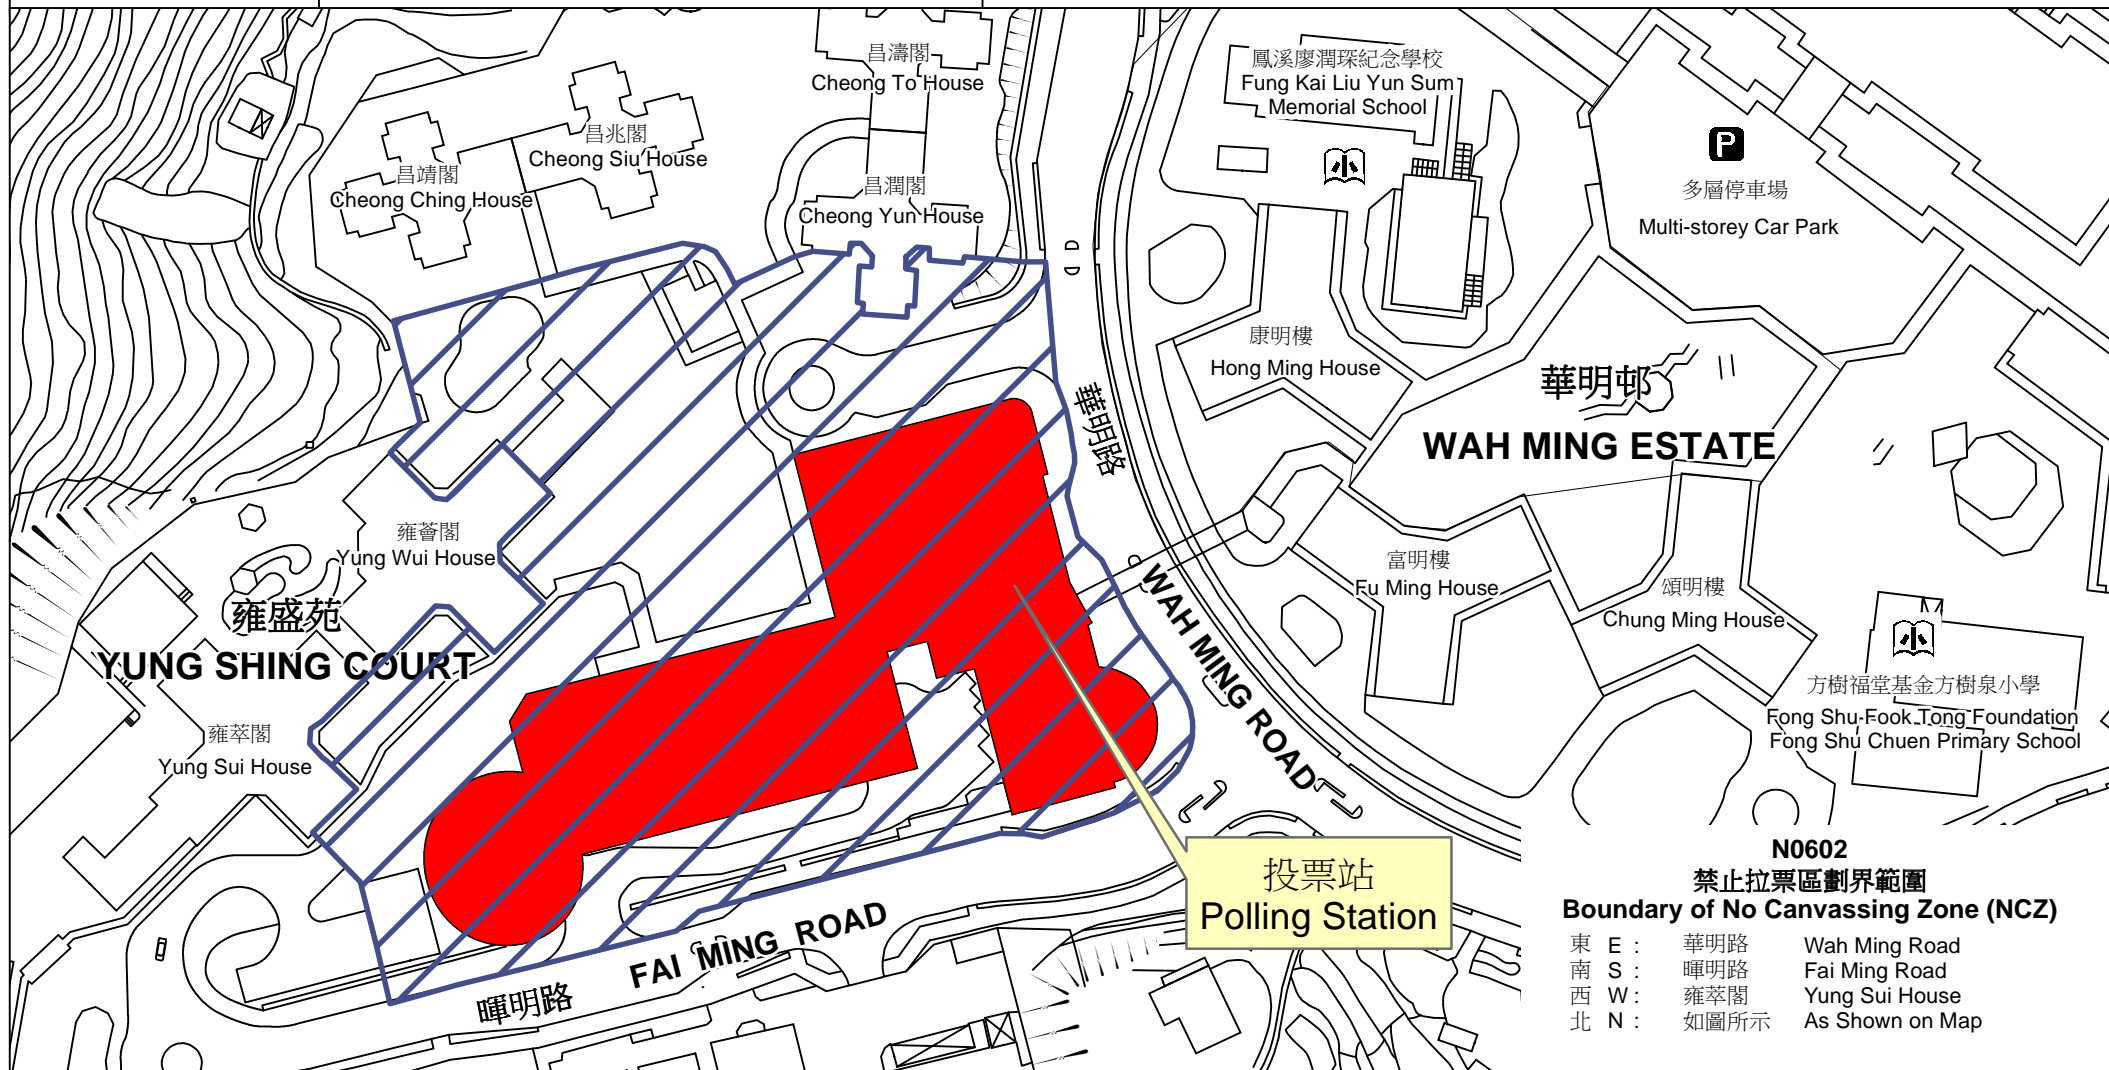 昌濤閣
Cheong To House
鳳溪廖潤琛紀念學校
Fung Kai Liu Yun Sum
Memorial School
昌兆閣
Cheong Siu House
昌靖閣
Cheong Ching House
昌潤閣
Cheong Yun House
P
多層停車場
Multi-storey Car Park
康明樓
Hong Ming House
華明邨
WAH MING ESTATE
華明路
WAH MING ROAD
雍薈閣
Yung Wui House
富明樓
Fu Ming House
頌明樓
Chung Ming House
雍盛苑
YUNG SHING COURT
雍萃閣
Yung Sui House
方樹福堂基金方樹泉小學
Fong Shu Fook Tong Foundation
Fong Shu Chuen Primary School
投票站
Polling Station
暉明路
FAI MING ROAD
N0602
禁止拉票區劃界範圍
Boundary of No Canvassing Zone (NCZ)
東 E : 華明路 Wah Ming Road
南 S : 暉明路 Fai Ming Road
西 W : 雍萃閣 Yung Sui House
北 N : 如圖所示 As Shown on Map